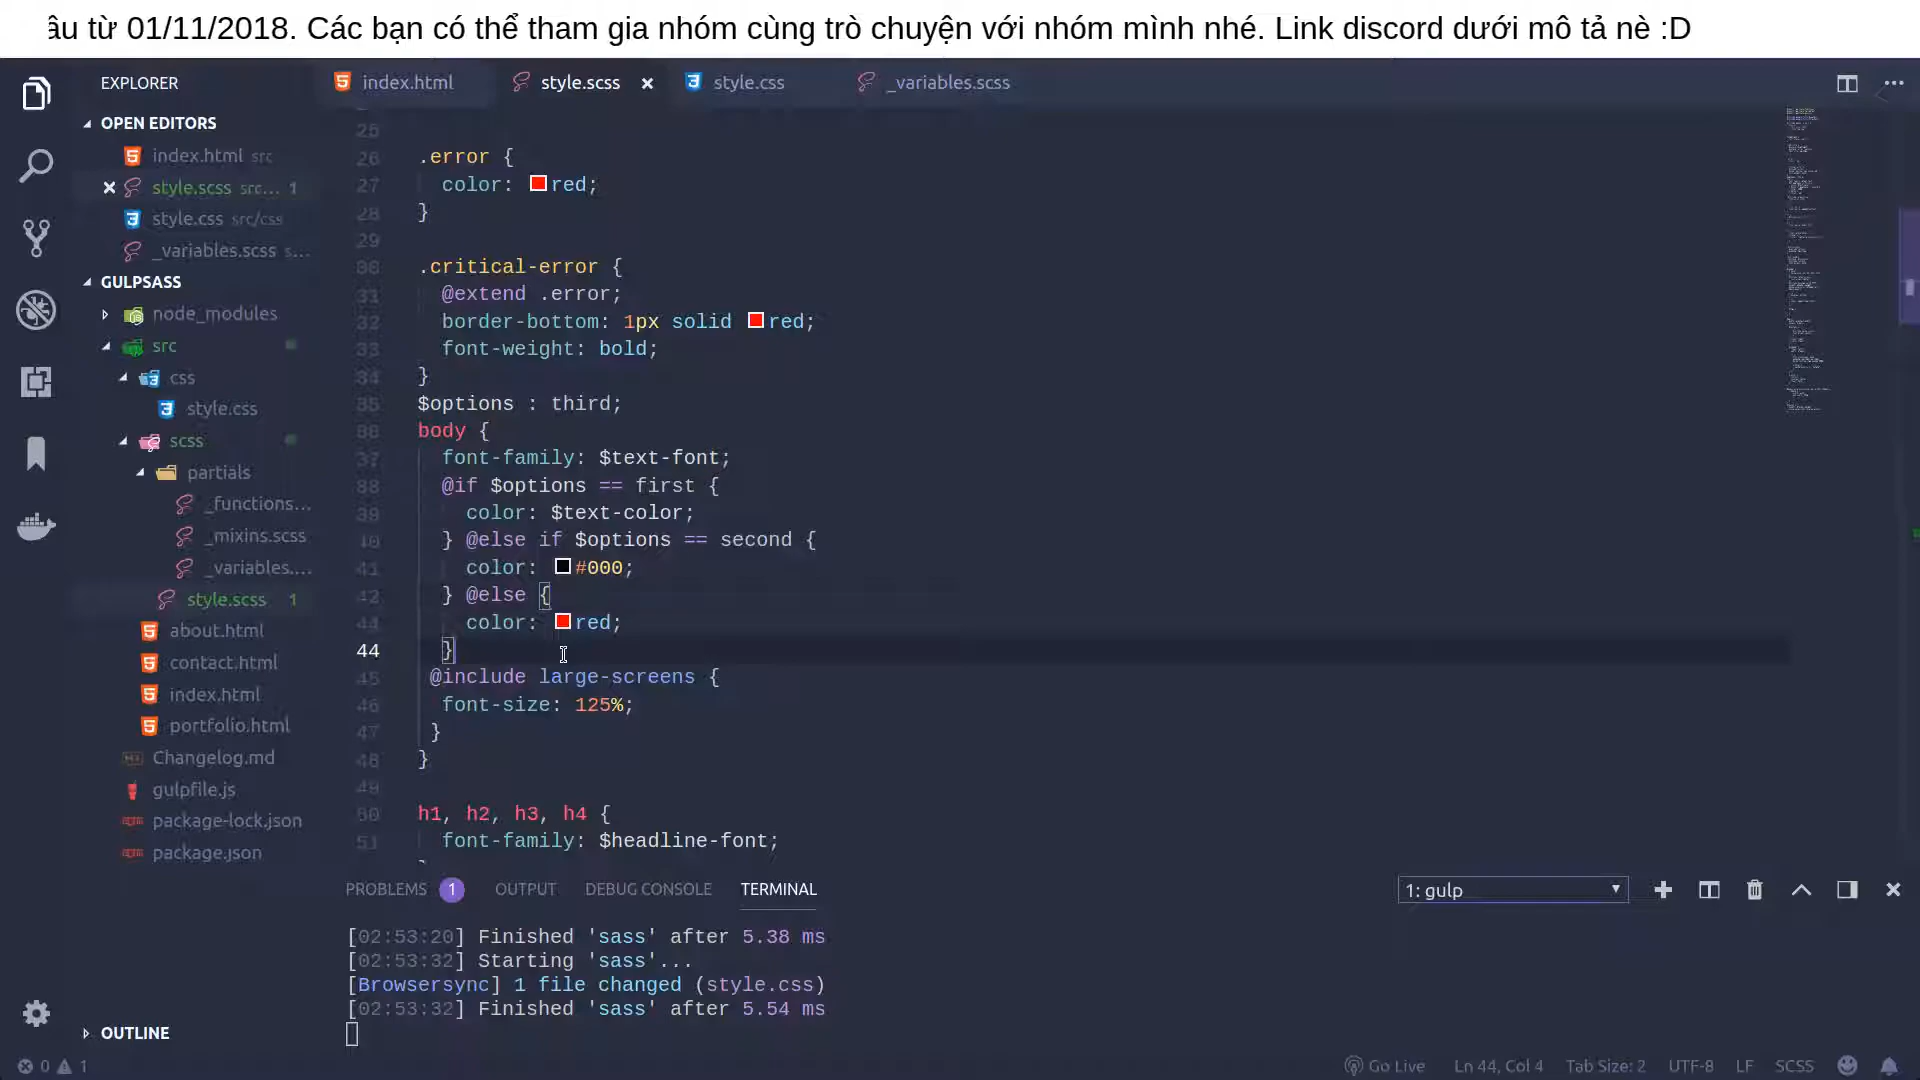 âu từ 01/11/2018. Các bạn có thể tham gia nhóm cùng trò chuyện với nhóm mình nhé. Link discord dưới mô tả nè :D
EXPLORER
OPEN EDITORS
index.html src
style.scss src... 1
style.css src/css
_variables.scss s...
GULPSASS
node_modules
src
css
style.css
scss
partials
_functions...
_mixins.scss
_variables....
style.scss 1
about.html
contact.html
index.html
portfolio.html
Changelog.md
gulpfile.js
package-lock.json
package.json
OUTLINE
index.html style.scss style.css _variables.scss
25
26 .error {
27 color: red;
28 }
29
30 .critical-error {
31 @extend .error;
32 border-bottom: 1px solid red;
33 font-weight: bold;
34 }
35 $options : third;
36 body {
37 font-family: $text-font;
38 @if $options == first {
39 color: $text-color;
40 } @else if $options == second {
41 color: #000;
42 } @else {
44 color: red;
44 }
45 @include large-screens {
46 font-size: 125%;
47 }
48 }
49
50 h1, h2, h3, h4 {
51 font-family: $headline-font;
PROBLEMS 1 OUTPUT DEBUG CONSOLE TERMINAL 1: gulp
[02:53:20] Finished 'sass' after 5.38 ms
[02:53:32] Starting 'sass'...
[Browsersync] 1 file changed (style.css)
[02:53:32] Finished 'sass' after 5.54 ms
0 1 Go Live Ln 44, Col 4 Tab Size: 2 UTF-8 LF SCSS